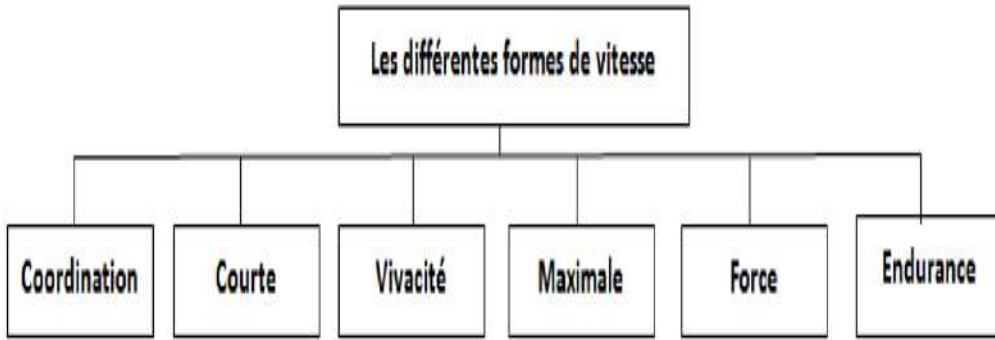 Les différentes formes de vitesse
Coordination
Courte
Vivacité
Maximale
Force
Endurance